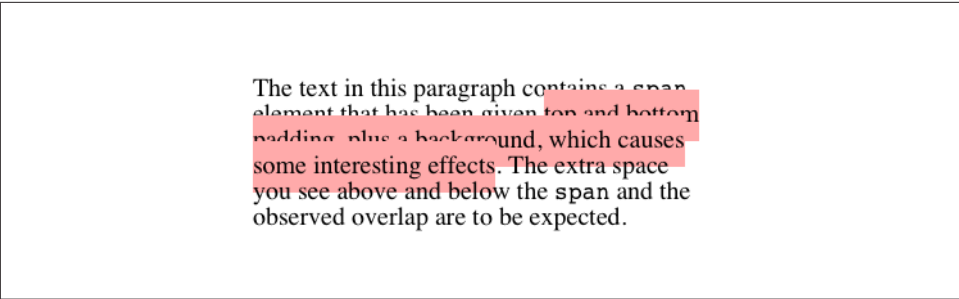 The text in this paragraph contains a span
element that has been given top and bottom
padding, plus a background, which causes
some interesting effects. The extra space
you see above and below the span and the
observed overlap are to be expected.